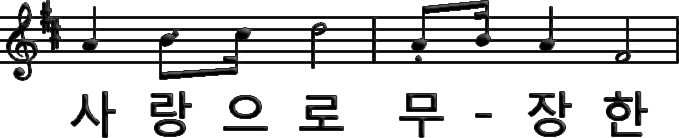 사 랑 으 로 무 - 장 한